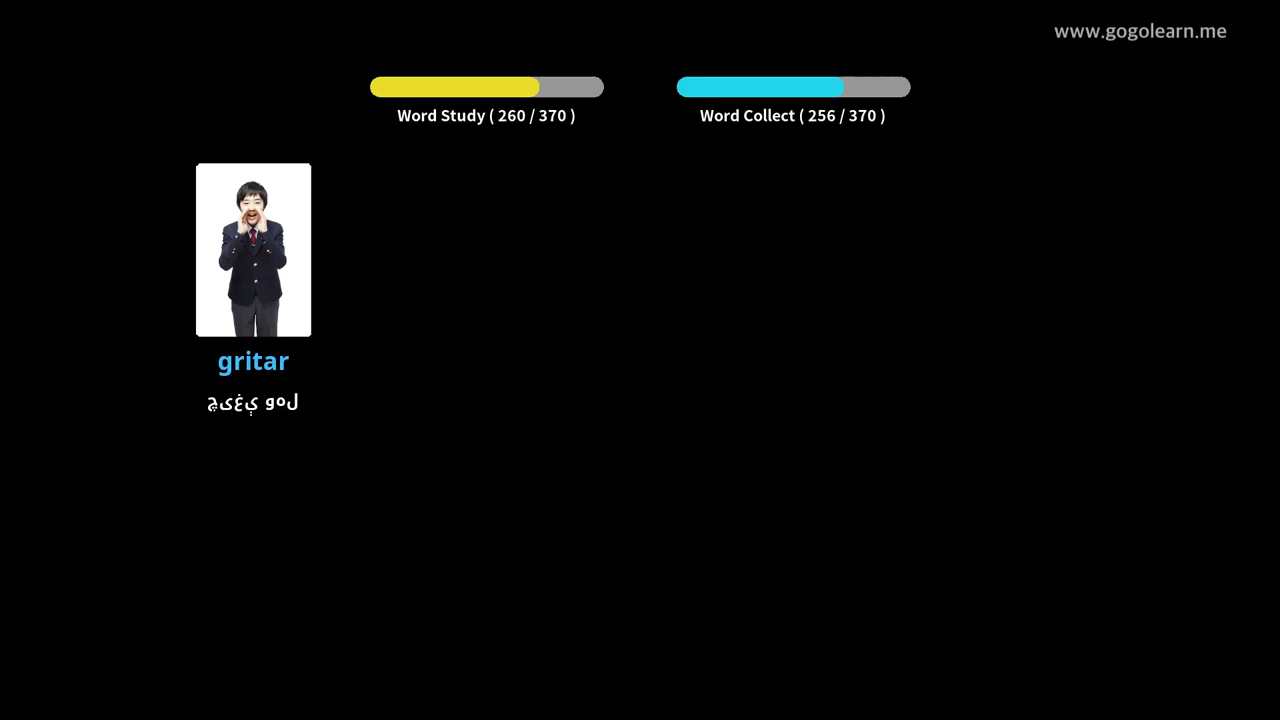 www.gogolearn.me
Word Study ( 260 / 370 )
Word Collect ( 256 / 370 )
gritar
چیغې وهل